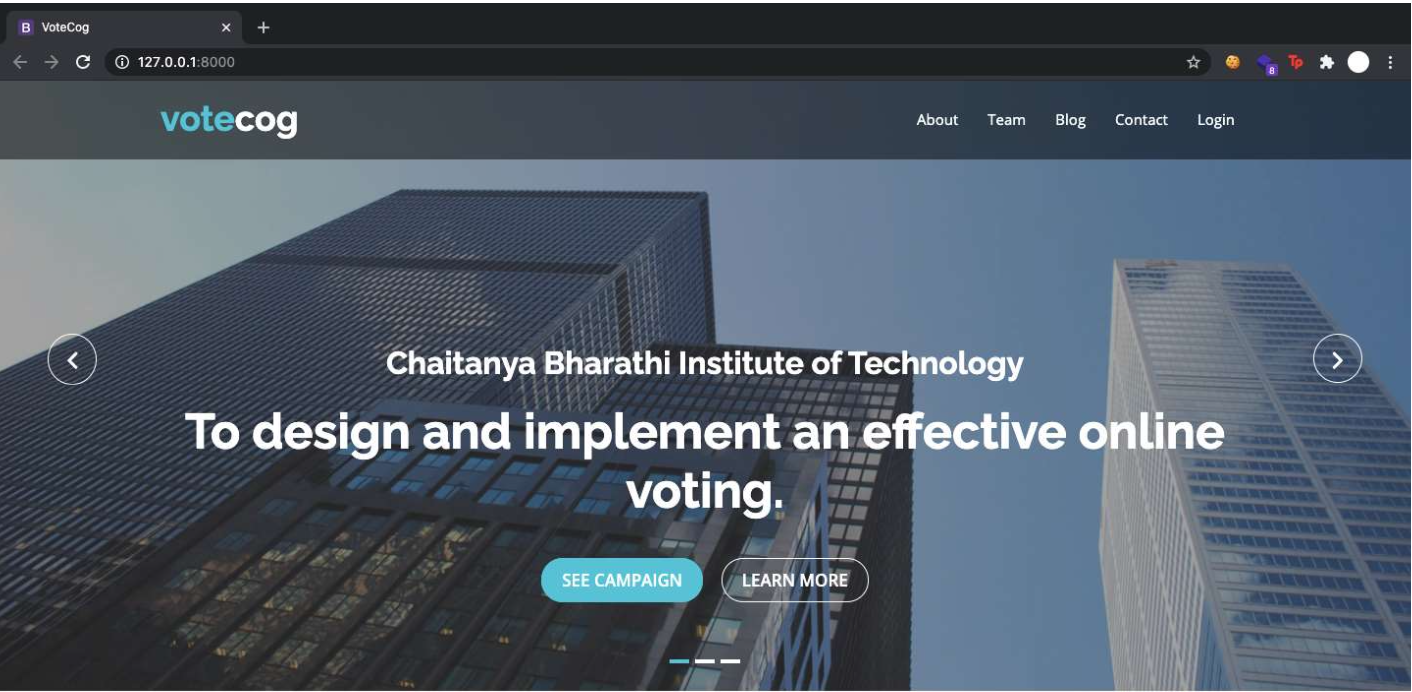 B VoteCog
127.0.0.1:8000
8 Tp
votecog About Team Blog Contact Login
Chaitanya Bharathi Institute of Technology
To design and implement an effective online
voting.
SEE CAMPAIGN LEARN MORE